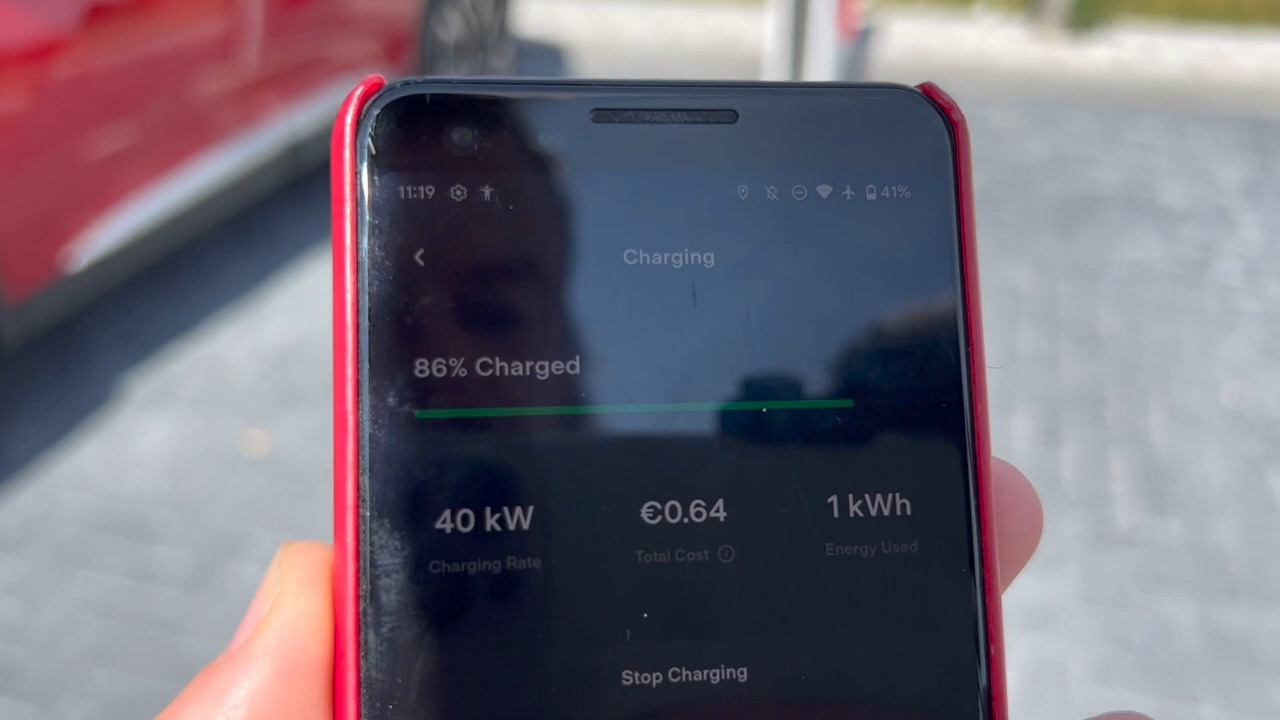 11:19 41%
Charging
86% Charged
40 kW €0.64 1 kWh
Charging Rate Total Cost Energy Used
Stop Charging